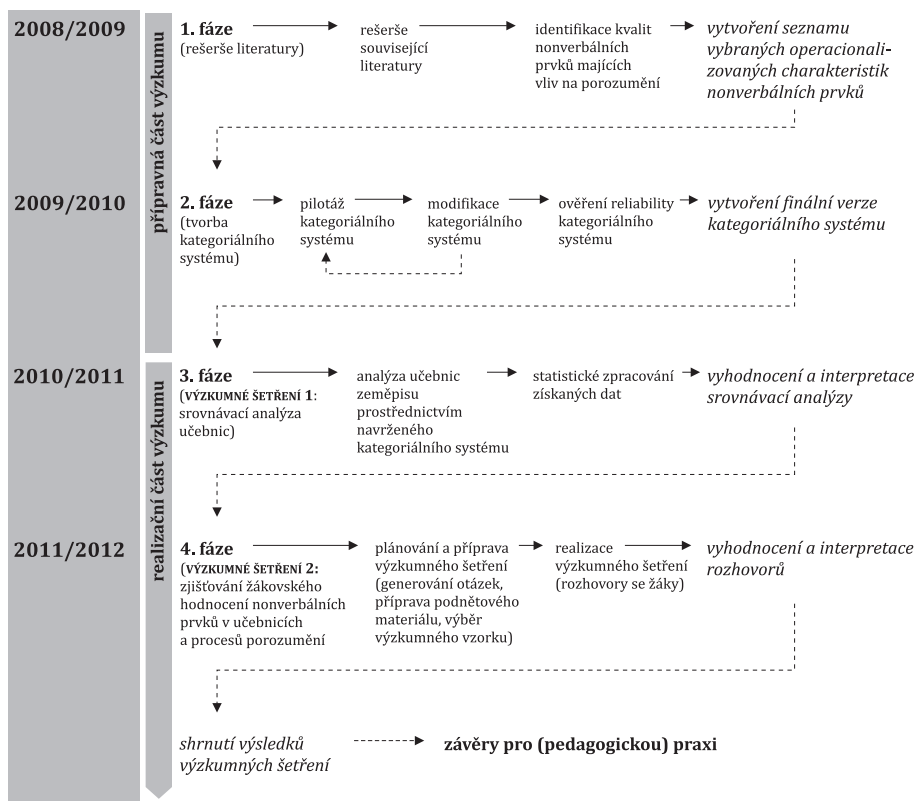 2008/2009
přípravná část výzkumu
1. fáze
(rešerše literatury)
rešerše
související
literatury
identifikace kvalit
nonverbálních
prvků majících
vliv na porozumění
vytvoření seznamu
vybraných operacionali-
zovaných charakteristik
nonverbálních prvků
2009/2010
2. fáze
(tvorba
kategoriálního
systému)
pilotáž
kategoriálního
systému
modifikace
kategoriálního
systému
ověření reliability
kategoriálního
systému
vytvoření finální verze
kategoriálního systému
2010/2011
realizační část výzkumu
3. fáze
(VÝZKUMNÉ ŠETŘENÍ 1:
srovnávací analýza
učebnic)
analýza učebnic
zeměpisu
prostřednictvím
navrženého
kategoriálního systému
statistické zpracování
získaných dat
vyhodnocení a interpretace
srovnávací analýzy
2011/2012
4. fáze
(VÝZKUMNÉ ŠETŘENÍ 2:
zjišťování žákovského
hodnocení nonverbálních
prvků v učebnicích
a procesů porozumění
plánování a příprava
výzkumného šetření
(generování otázek,
příprava podnětového
materiálu, výběr
výzkumného vzorku)
realizace
výzkumného šetření
(rozhovory se žáky)
vyhodnocení a interpretace
rozhovorů
shrnutí výsledků
výzkumných šetření
závěry pro (pedagogickou) praxi